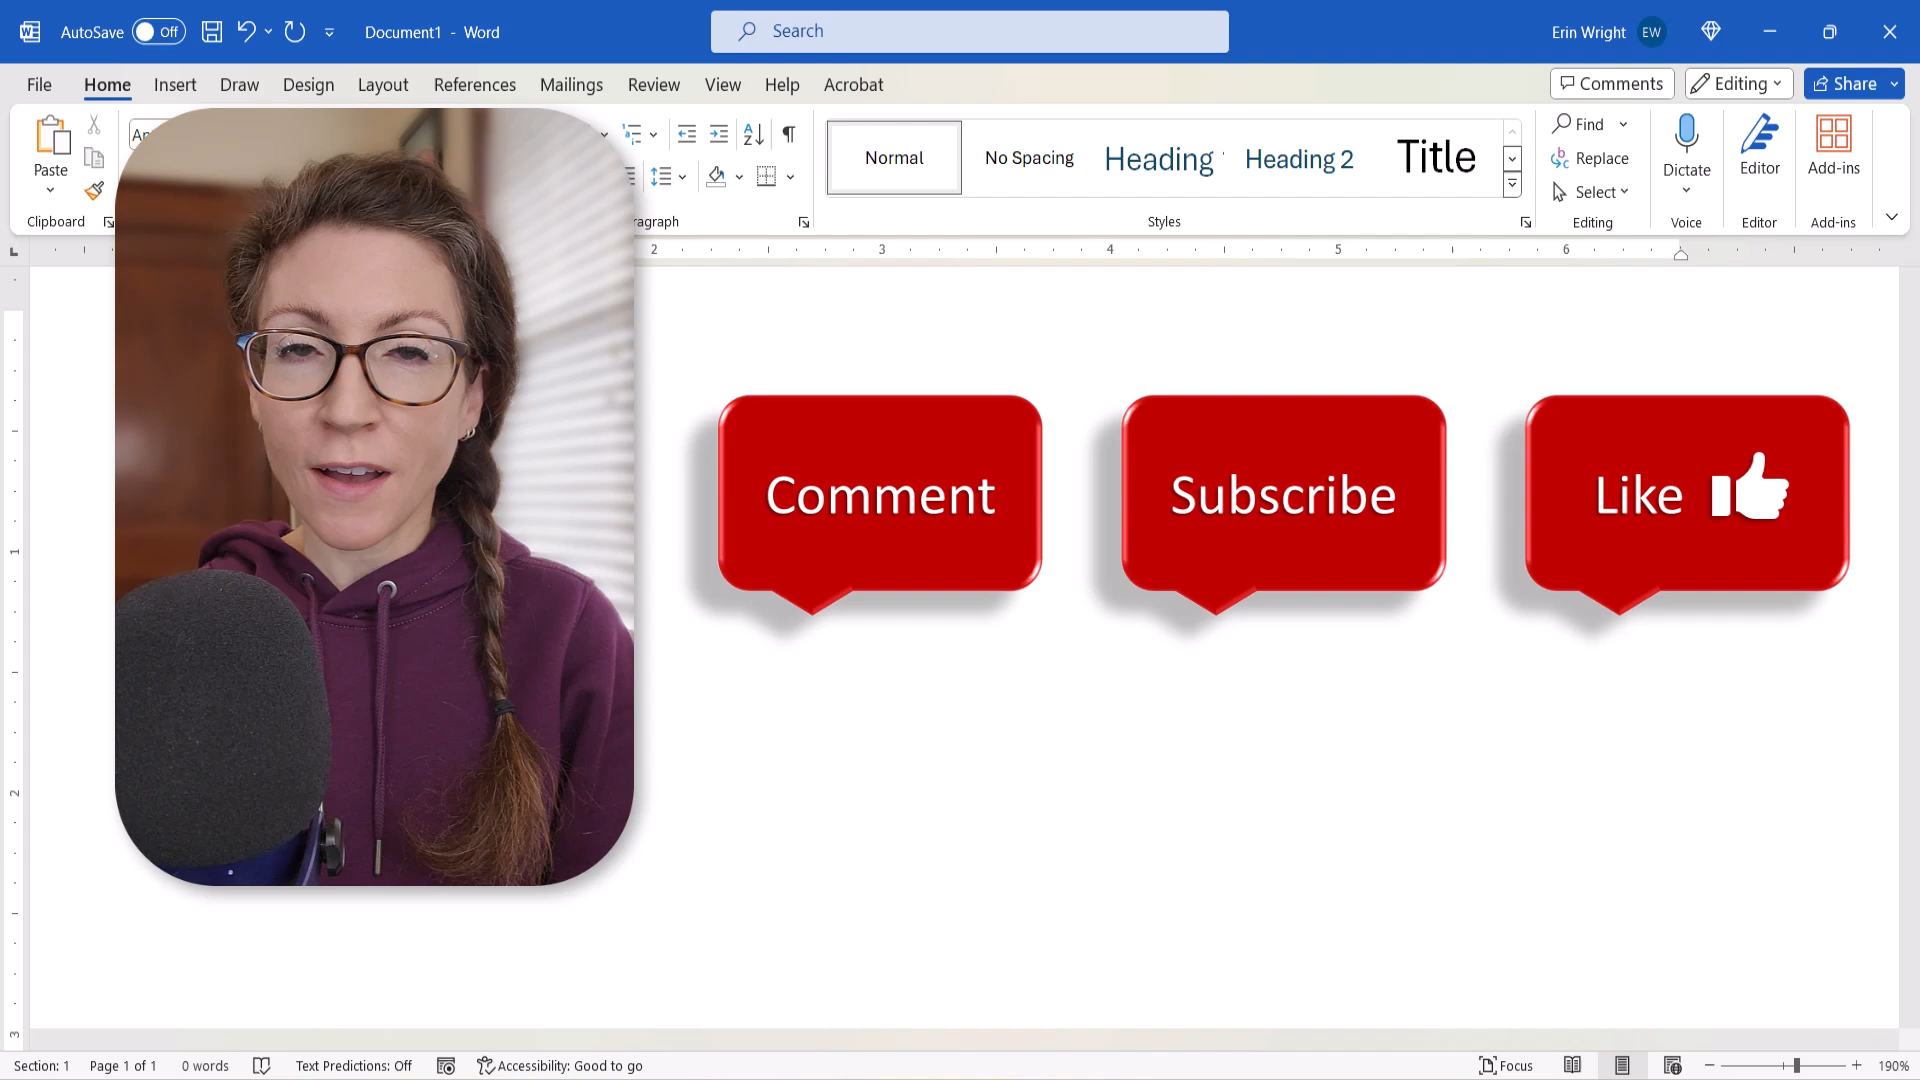 AutoSave Off Document1 - Word Search Erin Wright EW
File Home Insert Draw Design Layout References Mailings Review View Help Acrobat Comments Editing Share
Paste
Clipboard
Normal No Spacing Heading Heading 2 Title
Styles
Find
Replace
Select
Editing
Dictate
Voice
Editor
Editor
Add-ins
Add-ins
2 3 4 5 6
1
2
3
Comment Subscribe Like
Section: 1 Page 1 of 1 0 words Text Predictions: Off Accessibility: Good to go Focus 190%